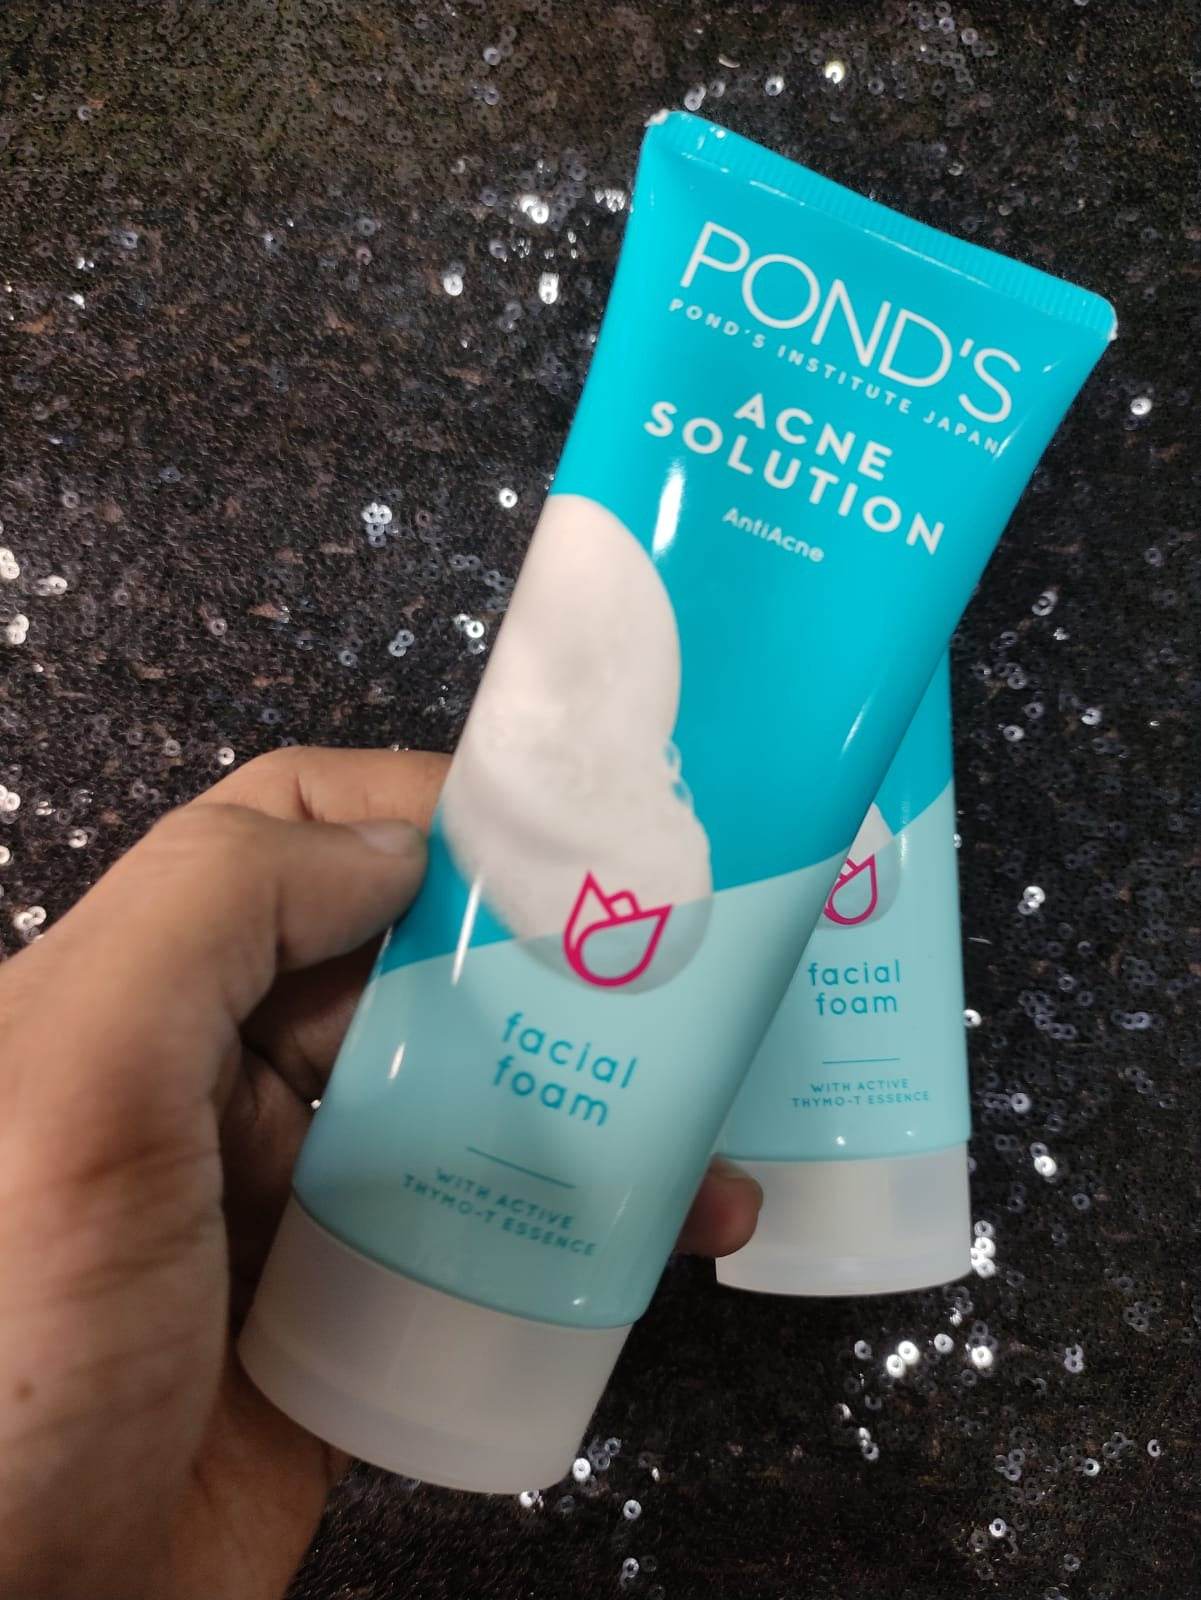 POND'S
POND'S INSTITUTE JAPAN
ACNE
SOLUTION
AntiAcne
facial
foam
WITH ACTIVE
THYMO-T ESSENCE
facial
foam
WITH ACTIVE
THYMO-T ESSENCE